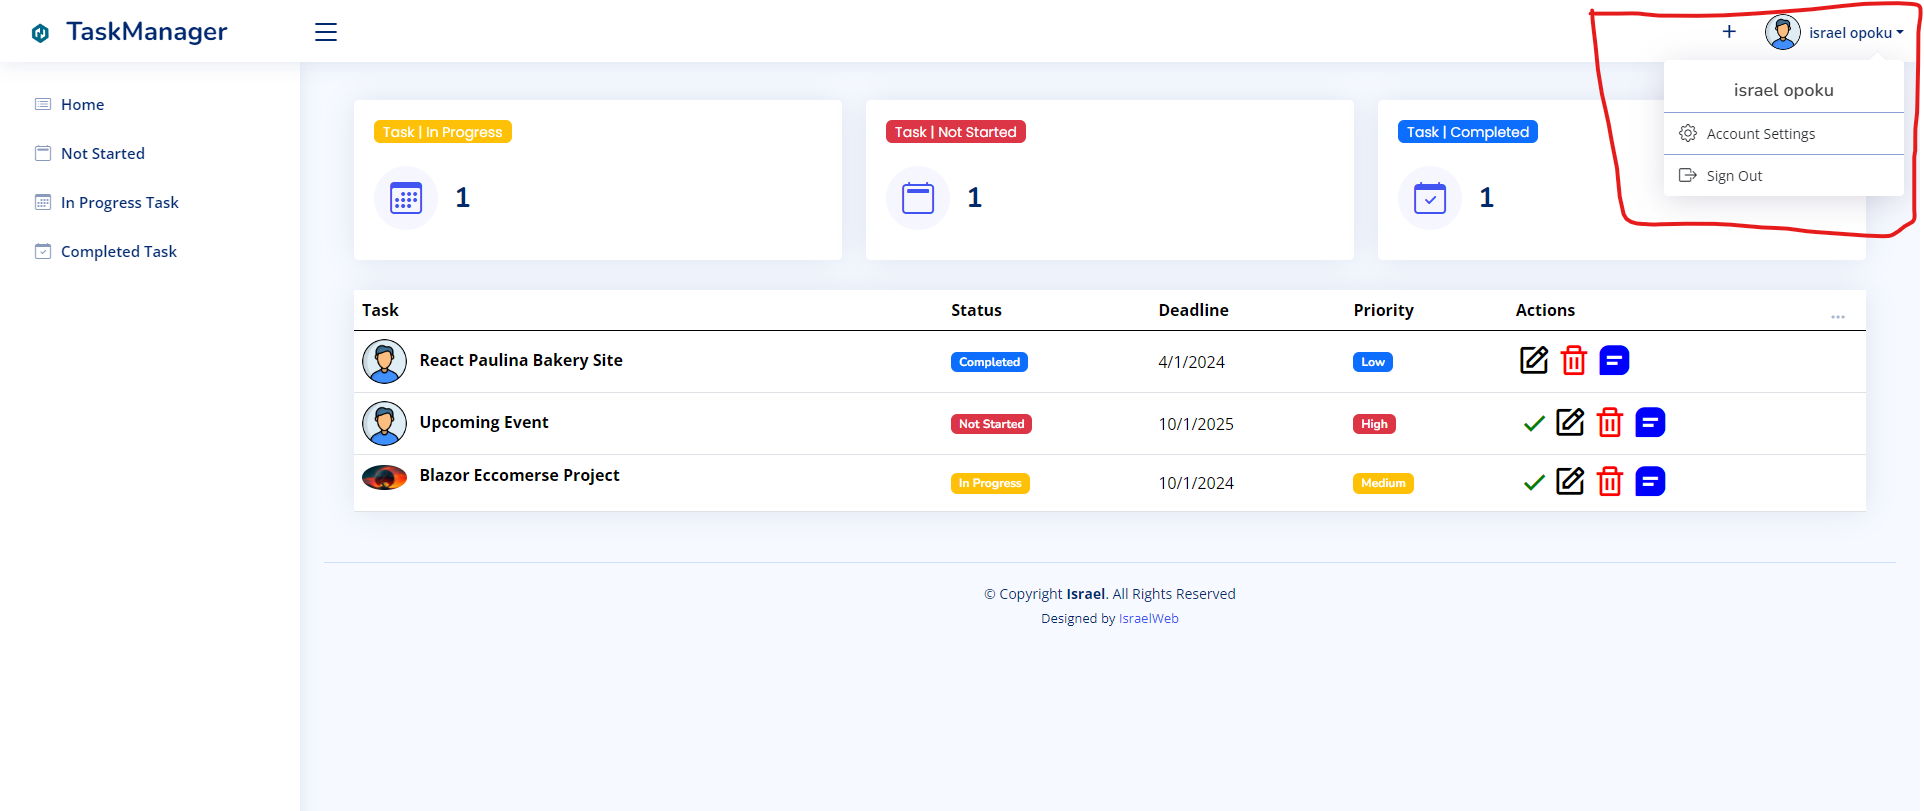 TaskManager
israel opoku
israel opoku
Account Settings
Sign Out
Home
Not Started
In Progress Task
Completed Task
Task | In Progress
1
Task | Not Started
1
Task | Completed
1
Task Status Deadline Priority Actions ...
React Paulina Bakery Site Completed 4/1/2024 Low
Upcoming Event Not Started 10/1/2025 High
Blazor Eccomerse Project In Progress 10/1/2024 Medium
© Copyright Israel. All Rights Reserved
Designed by IsraelWeb